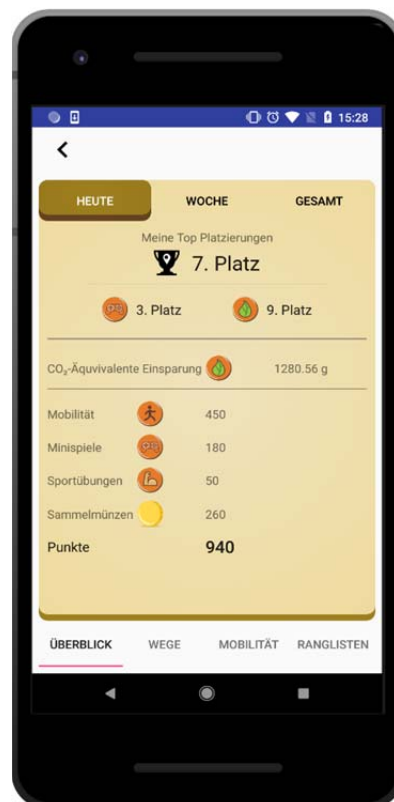 15:28
HEUTE WOCHE GESAMT
Meine Top Platzierungen
7. Platz
3. Platz 9. Platz
CO₂-Äquvivalente Einsparung 1280.56 g
Mobilität 450
Minispiele 180
Sportübungen 50
Sammelmünzen 260
Punkte 940
ÜBERBLICK WEGE MOBILITÄT RANGLISTEN